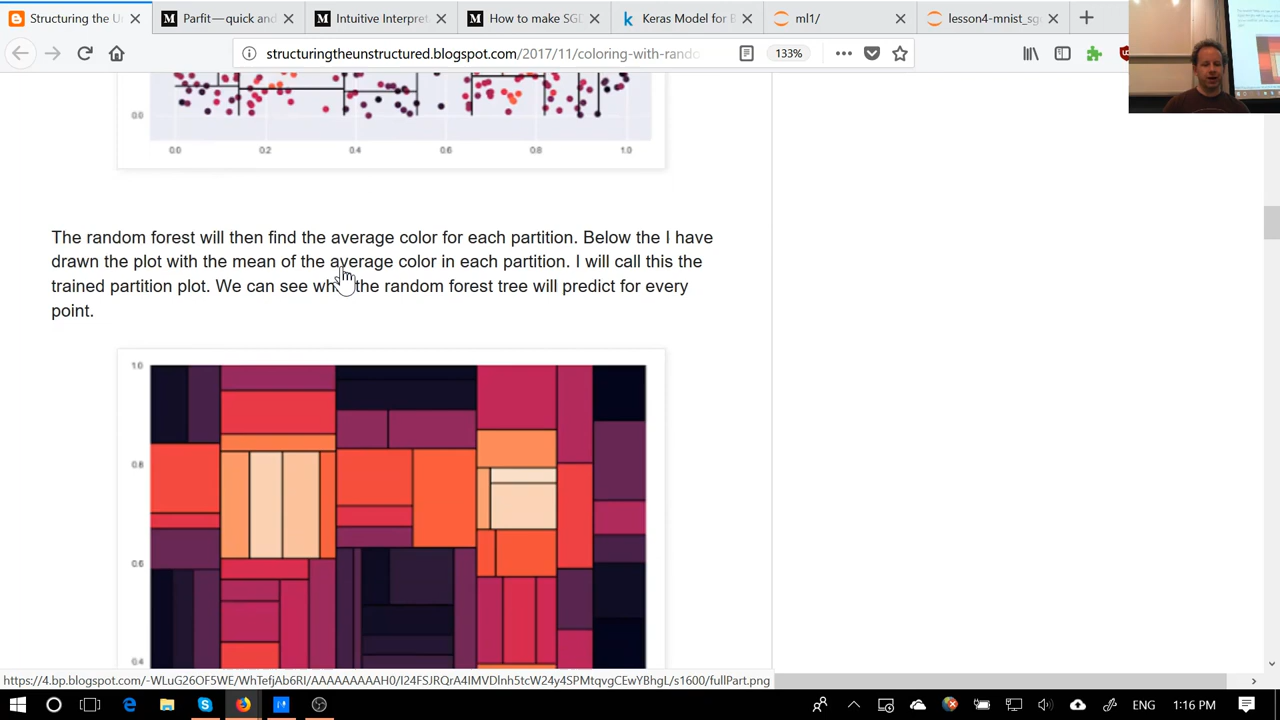 Structuring the U
Parfit — quick and
Intuitive Interpret
How to make SGD
Keras Model for B
ml1/
lesson4-mnist_sg
structuringtheunstructured.blogspot.com/2017/11/coloring-with-rando
133%
0.0
0.0 0.2 0.4 0.6 0.8 1.0
The random forest will then find the average color for each partition. Below the I have
drawn the plot with the mean of the average color in each partition. I will call this the
trained partition plot. We can see wh the random forest tree will predict for every
point.
1.0
0.8
0.6
0.4
https://4.bp.blogspot.com/-WLuG26OF5WE/WhTefjAb6RI/AAAAAAAAAH0/I24FSJRQrA4IMVDlnh5tcW24y4SPMtqvgCEwYBhgL/s1600/fullPart.png
ENG
1:16 PM